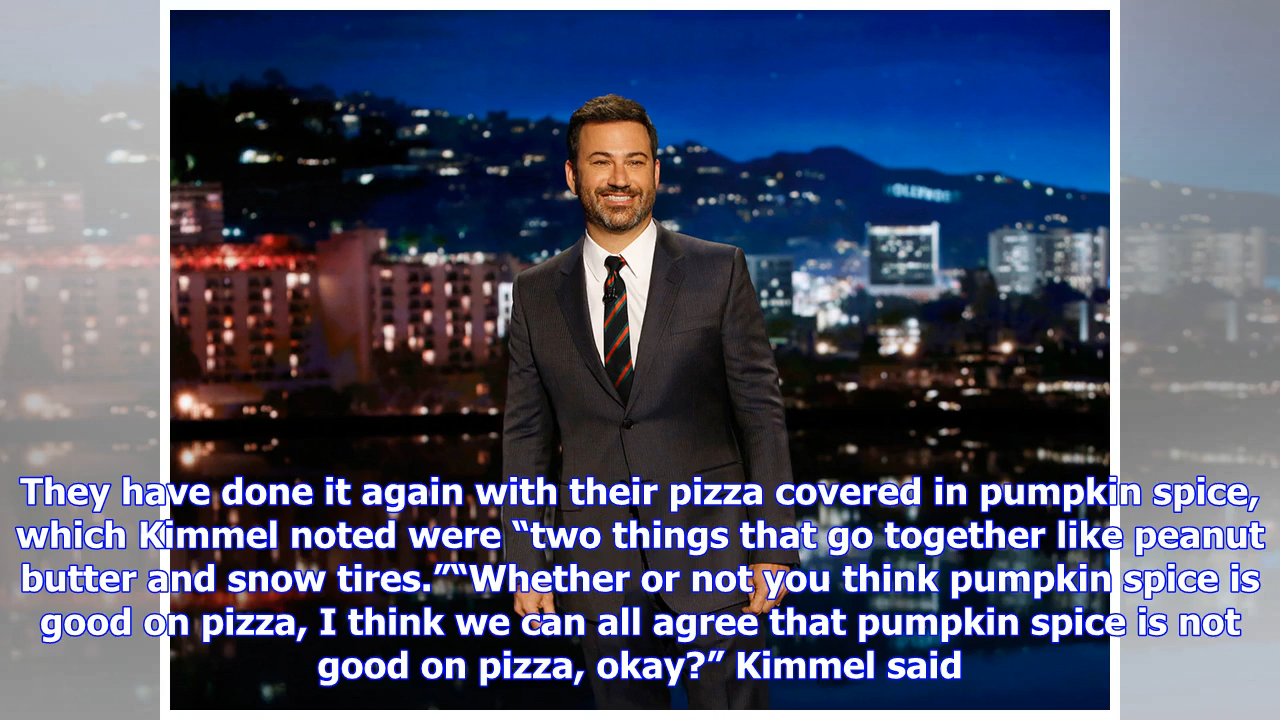 HOLLYWOOD
They have done it again with their pizza covered in pumpkin spice,
which Kimmel noted were “two things that go together like peanut
butter and snow tires.”“Whether or not you think pumpkin spice is
good on pizza, I think we can all agree that pumpkin spice is not
good on pizza, okay?” Kimmel said